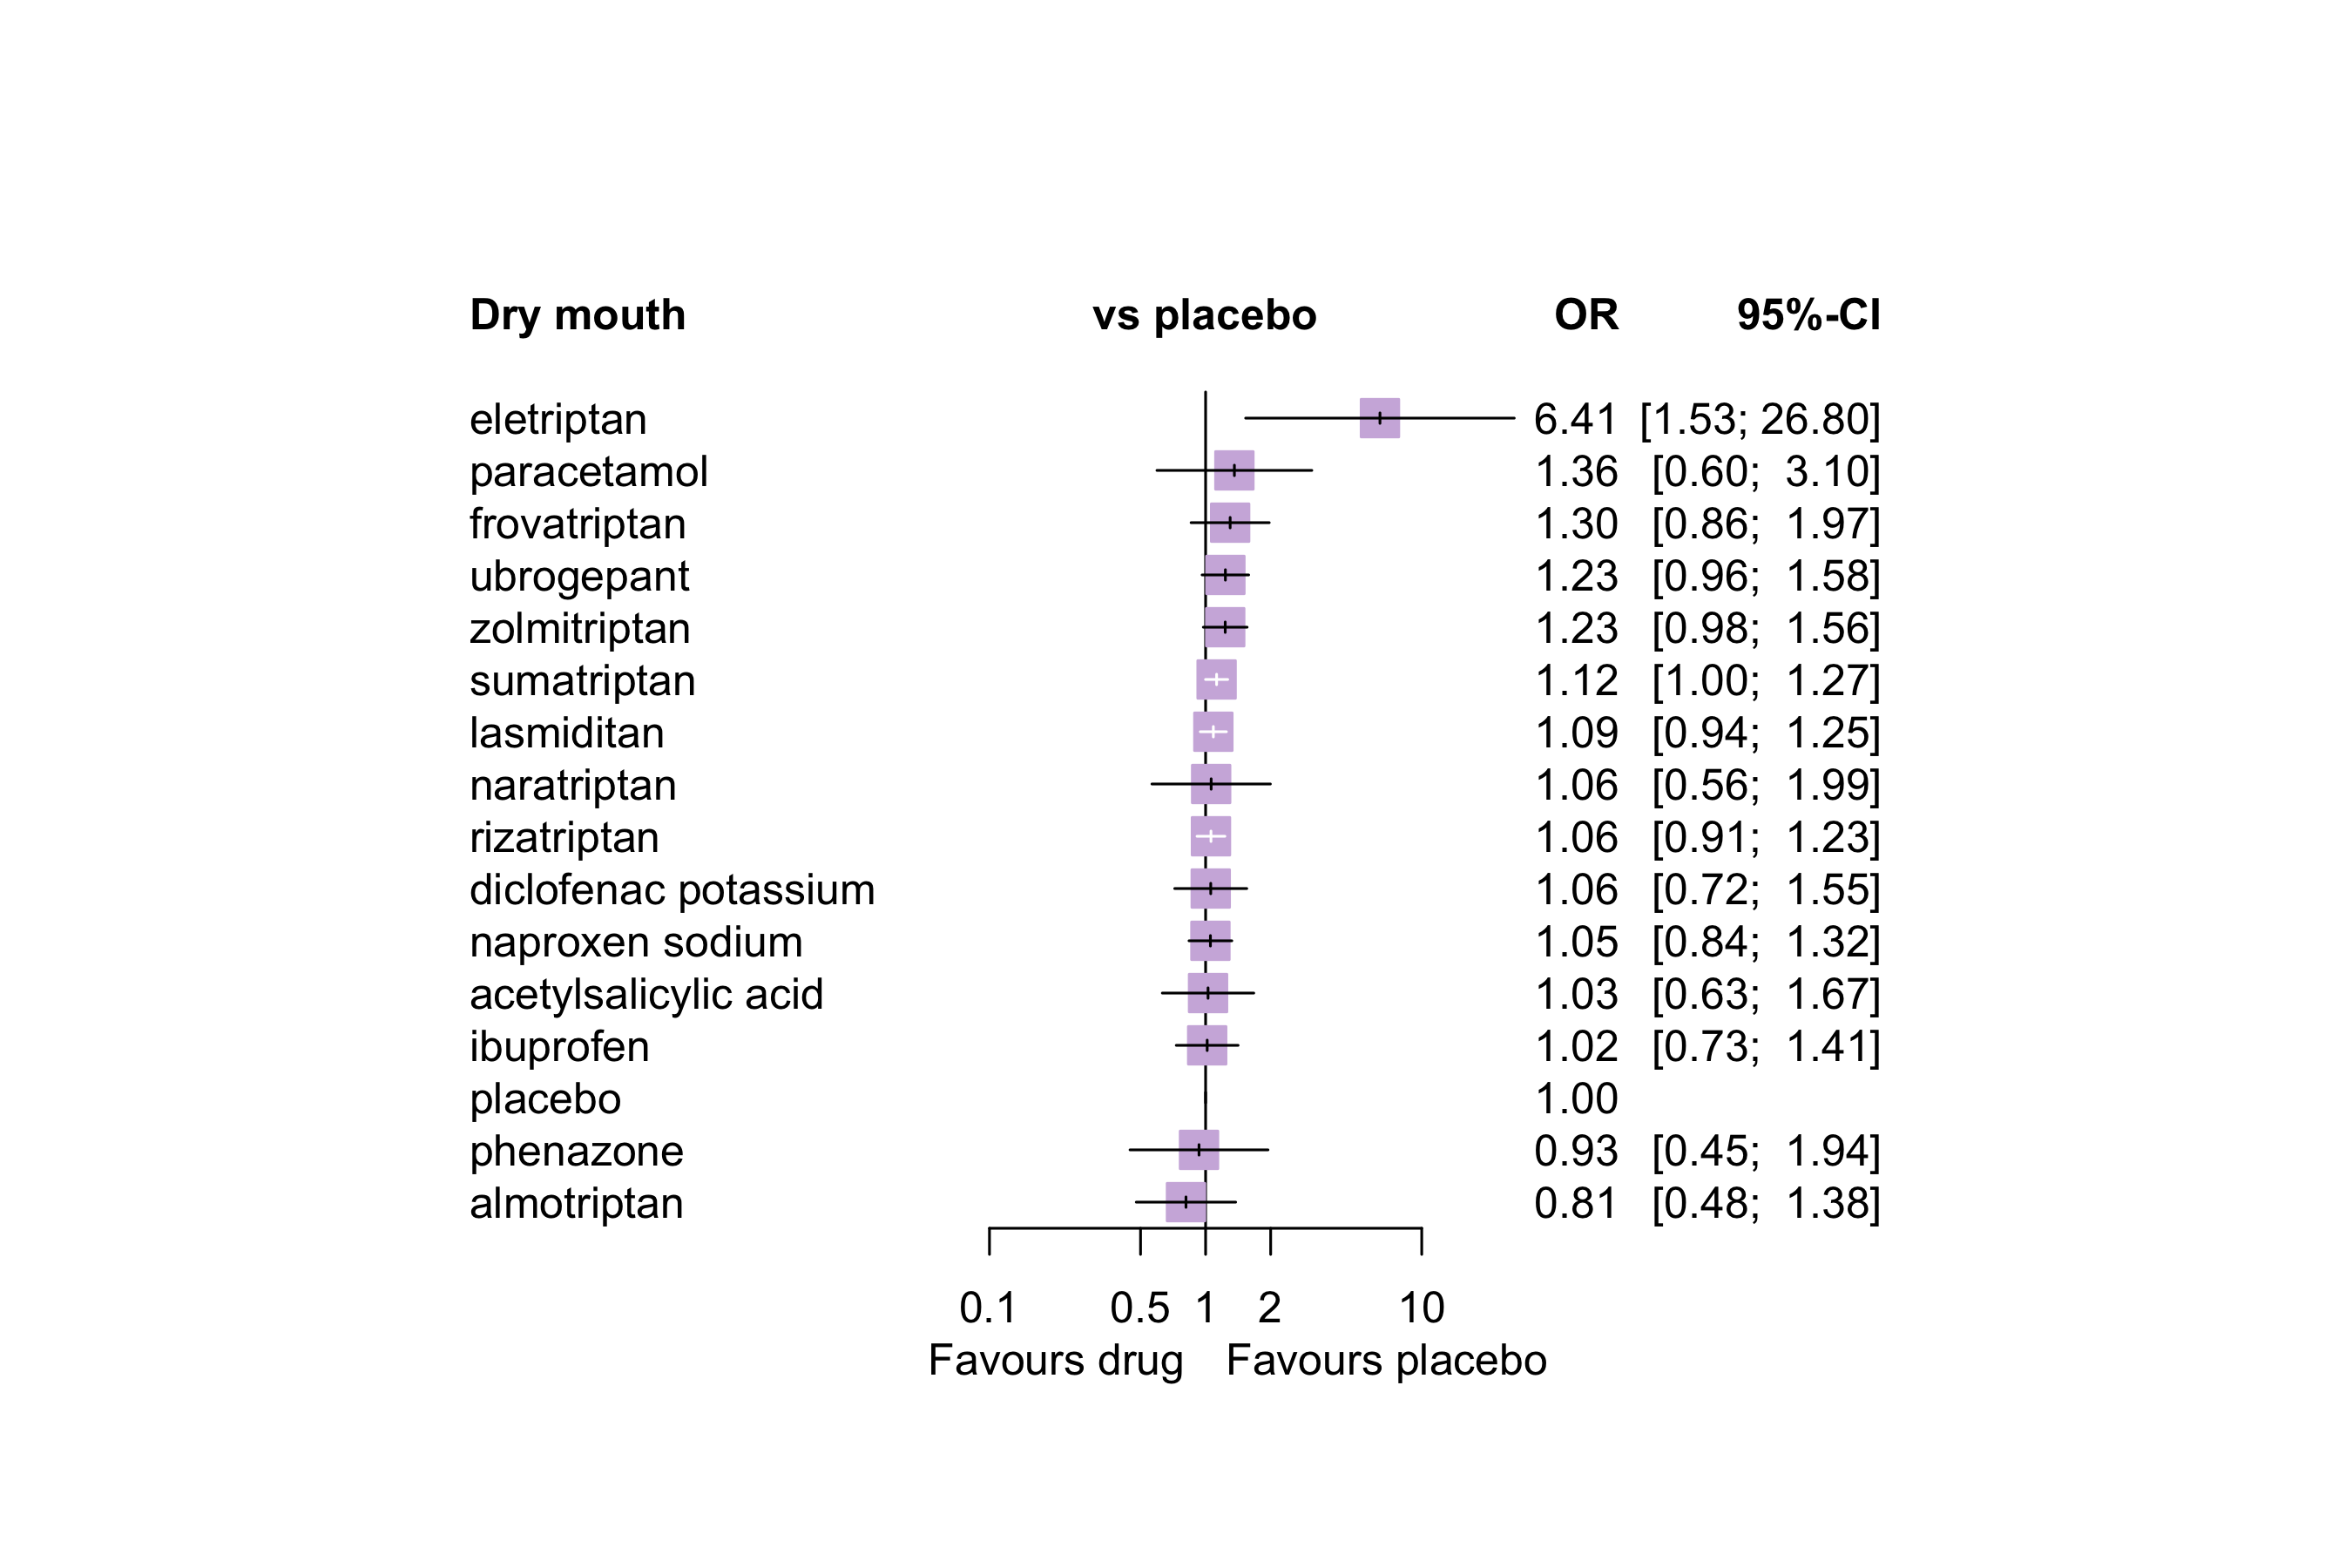 Dry mouth vs placebo OR 95%-CI
eletriptan 6.41 [1.53; 26.80]
paracetamol 1.36 [0.60; 3.10]
frovatriptan 1.30 [0.86; 1.97]
ubrogepant 1.23 [0.96; 1.58]
zolmitriptan 1.23 [0.98; 1.56]
sumatriptan 1.12 [1.00; 1.27]
lasmiditan 1.09 [0.94; 1.25]
naratriptan 1.06 [0.56; 1.99]
rizatriptan 1.06 [0.91; 1.23]
diclofenac potassium 1.06 [0.72; 1.55]
naproxen sodium 1.05 [0.84; 1.32]
acetylsalicylic acid 1.03 [0.63; 1.67]
ibuprofen 1.02 [0.73; 1.41]
placebo 1.00
phenazone 0.93 [0.45; 1.94]
almotriptan 0.81 [0.48; 1.38]
0.1 0.5 1 2 10
Favours drug Favours placebo